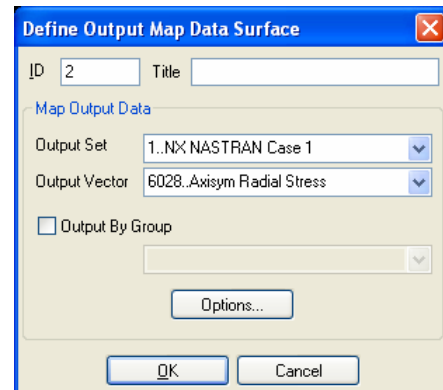 Define Output Map Data Surface
ID 2 Title
Map Output Data
Output Set 1..NX NASTRAN Case 1
Output Vector 6028..Axisym Radial Stress
Output By Group
Options...
OK Cancel